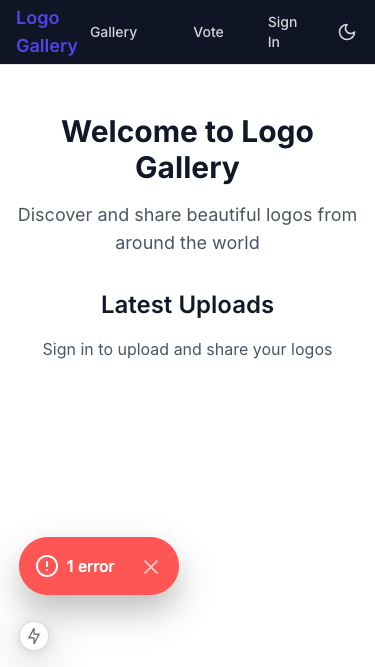 Logo
Gallery
Gallery
Vote
Sign
In
Welcome to Logo
Gallery
Discover and share beautiful logos from
around the world
Latest Uploads
Sign in to upload and share your logos
1 error